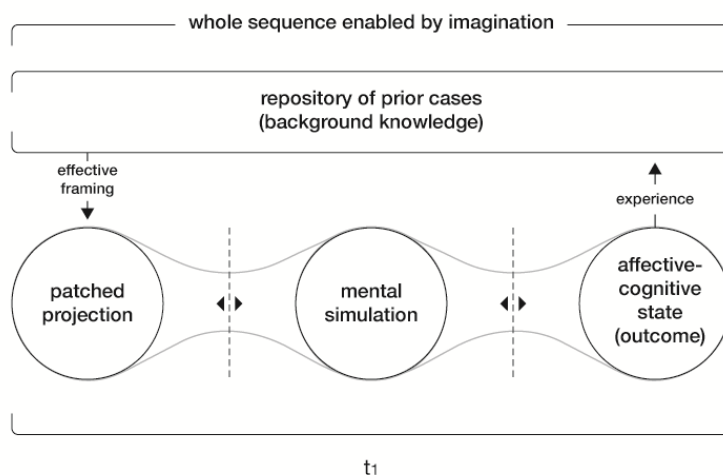 whole sequence enabled by imagination
repository of prior cases
(background knowledge)
effective
framing
experience
patched
projection
mental
simulation
affective-
cognitive
state
(outcome)
t1